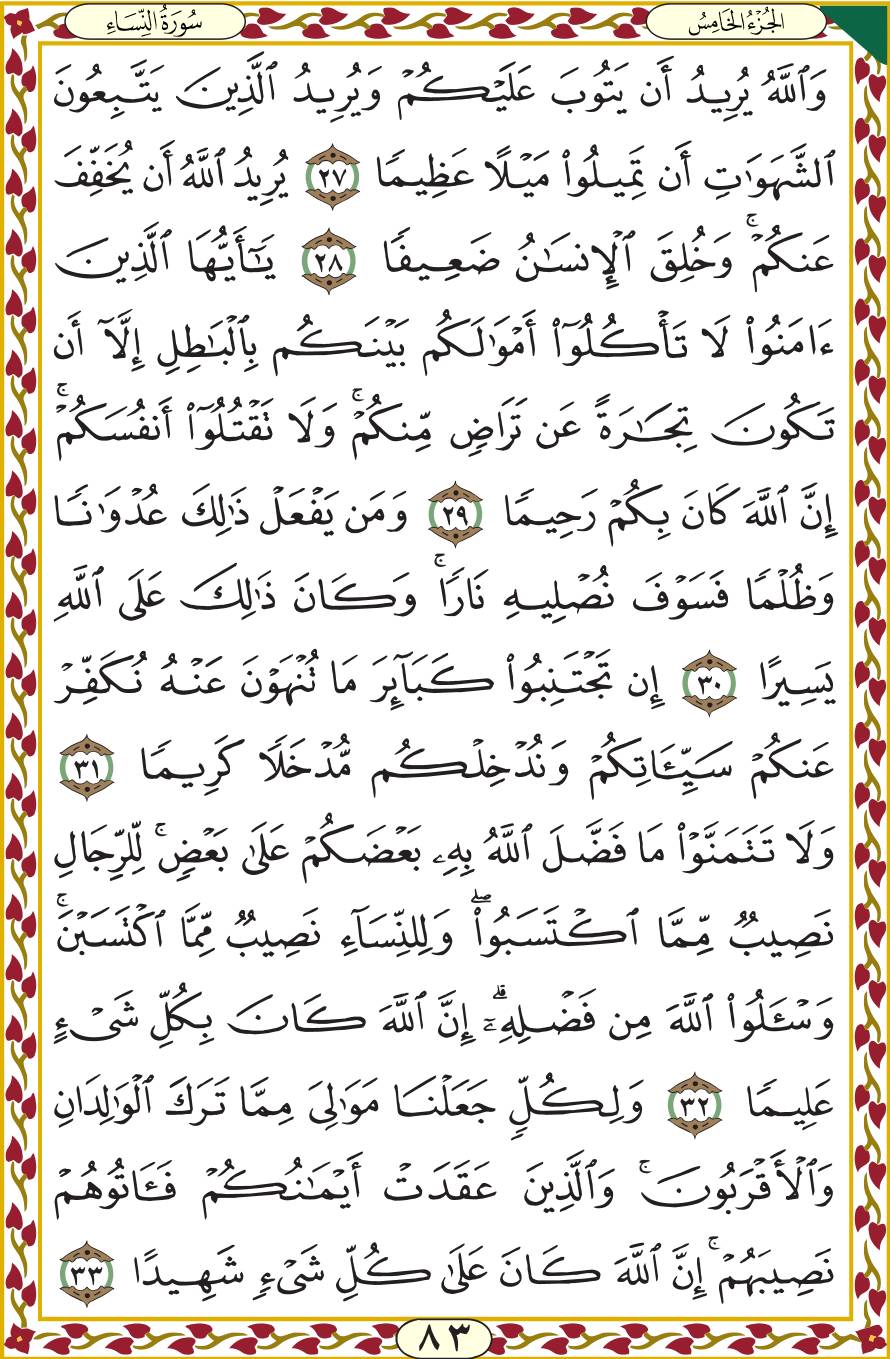 الجُزْءُ الخَامِسُ
سُورَةُ النِّسَاءِ
وَٱللَّهُ يُرِيدُ أَن يَتُوبَ عَلَيۡكُمۡ وَيُرِيدُ ٱلَّذِينَ يَتَّبِعُونَ
ٱلشَّهَوَٰتِ أَن تَمِيلُواْ مَيۡلًا عَظِيمٗا ٢٧ يُرِيدُ ٱللَّهُ أَن يُخَفِّفَ
عَنكُمۡۚ وَخُلِقَ ٱلۡإِنسَٰنُ ضَعِيفٗا ٢٨ يَٰٓأَيُّهَا ٱلَّذِينَ
ءَامَنُواْ لَا تَأۡكُلُوٓاْ أَمۡوَٰلَكُم بَيۡنَكُم بِٱلۡبَٰطِلِ إِلَّآ أَن
تَكُونَ تِجَٰرَةً عَن تَرَاضٖ مِّنكُمۡۚ وَلَا تَقۡتُلُوٓاْ أَنفُسَكُمۡۚ
إِنَّ ٱللَّهَ كَانَ بِكُمۡ رَحِيمٗا ٢٩ وَمَن يَفۡعَلۡ ذَٰلِكَ عُدۡوَٰنٗا
وَظُلۡمٗا فَسَوۡفَ نُصۡلِيهِ نَارٗاۚ وَكَانَ ذَٰلِكَ عَلَى ٱللَّهِ
يَسِيرًا ٣٠ إِن تَجۡتَنِبُواْ كَبَآئِرَ مَا تُنۡهَوۡنَ عَنۡهُ نُكَفِّرۡ
عَنكُمۡ سَيِّـَٔاتِكُمۡ وَنُدۡخِلۡكُم مُّدۡخَلٗا كَرِيمٗا ٣١
وَلَا تَتَمَنَّوۡاْ مَا فَضَّلَ ٱللَّهُ بِهِۦ بَعۡضَكُمۡ عَلَىٰ بَعۡضٖۚ لِّلرِّجَالِ
نَصِيبٞ مِّمَّا ٱكۡتَسَبُواْۖ وَلِلنِّسَآءِ نَصِيبٞ مِّمَّا ٱكۡتَسَبۡنَۚ
وَسۡـَٔلُواْ ٱللَّهَ مِن فَضۡلِهِۦٓۗ إِنَّ ٱللَّهَ كَانَ بِكُلِّ شَيۡءٍ
عَلِيمٗا ٣٢ وَلِكُلّٖ جَعَلۡنَا مَوَٰلِيَ مِمَّا تَرَكَ ٱلۡوَٰلِدَانِ
وَٱلۡأَقۡرَبُونَۚ وَٱلَّذِينَ عَقَدَتۡ أَيۡمَٰنُكُمۡ فَـَٔاتُوهُمۡ
نَصِيبَهُمۡۚ إِنَّ ٱللَّهَ كَانَ عَلَىٰ كُلِّ شَيۡءٖ شَهِيدًا ٣٣
٨٣